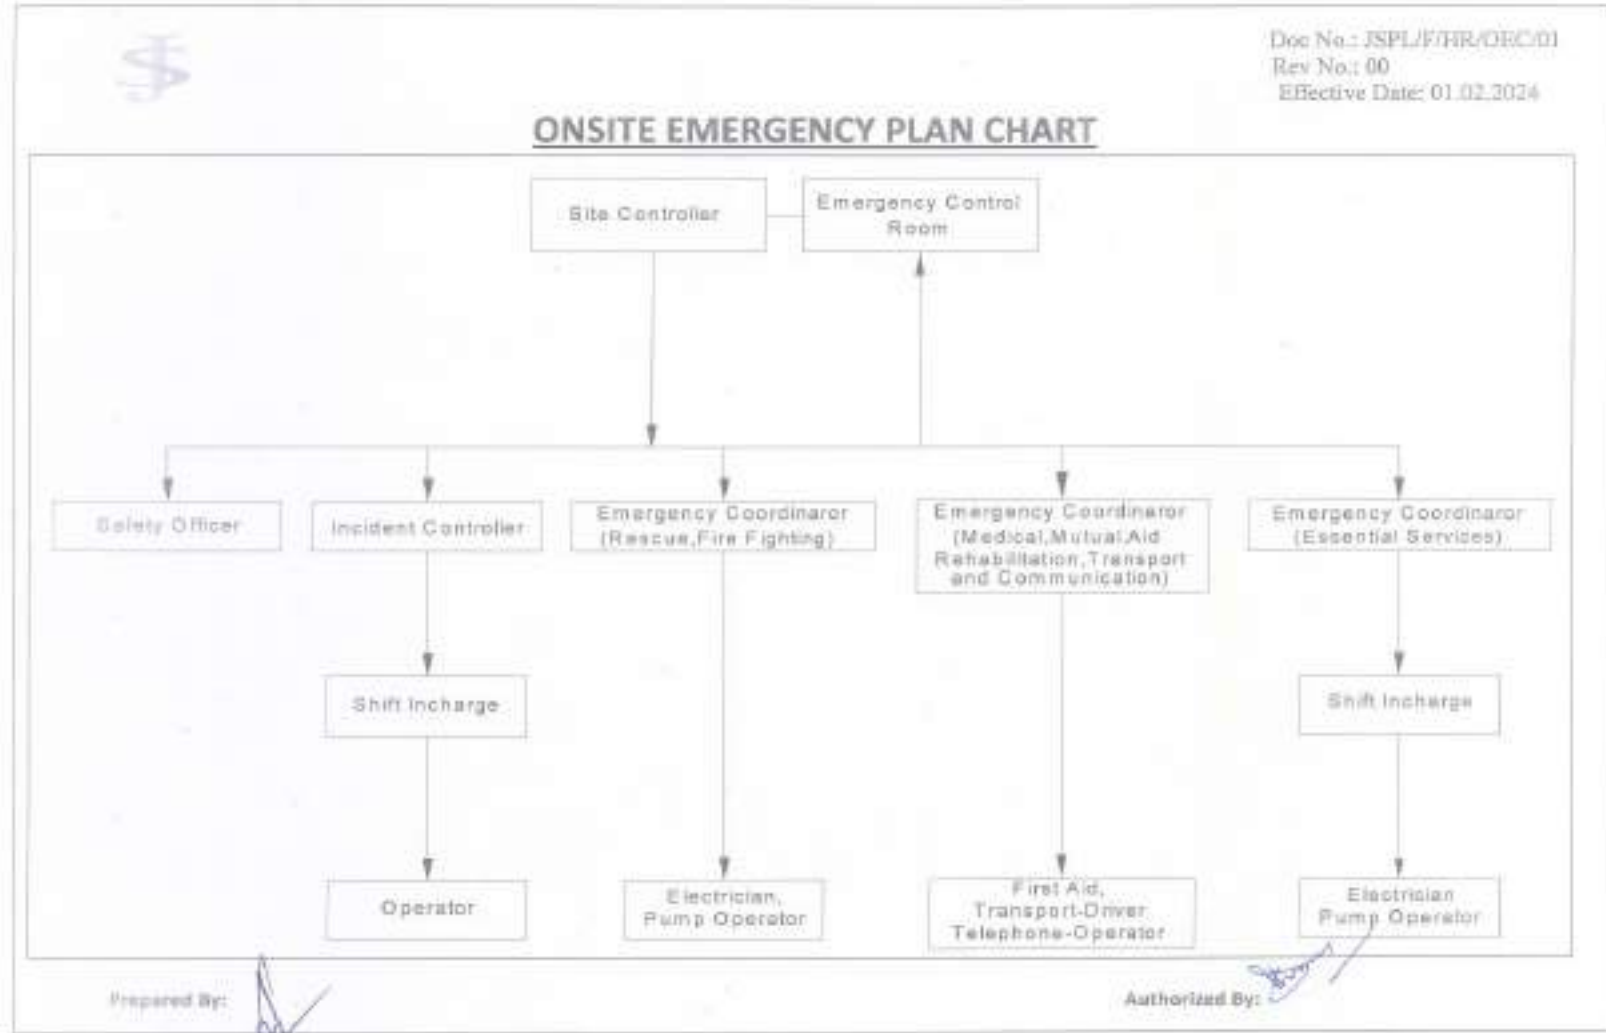 Doc No.: JSPL/F/HR/OEC/01
Rev No.: 00
Effective Date: 01.02.2024
ONSITE EMERGENCY PLAN CHART
Site Controller
Emergency Control
Room
Safety Officer
Incident Controller
Emergency Coordinaror
(Rescue,Fire Fighting)
Emergency Coordinaror
(Medical,Mutual,Aid
Rehabilitation,Transport
and Communication)
Emergency Coordinaror
(Essential Services)
Shift Incharge
Shift Incharge
Operator
Electrician,
Pump Operator
First Aid,
Transport-Driver
Telephone-Operator
Electrician
Pump Operator
Prepared By:
Authorized By: